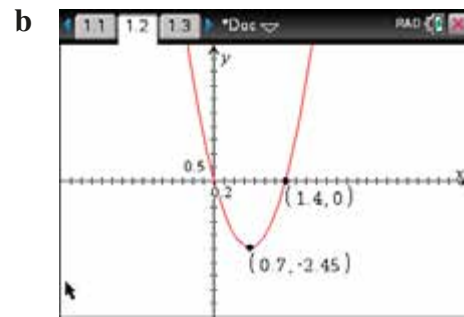 b
1.1 1.2 1.3 *Doc RAD
y
0.5
x
0.2
(1.4, 0)
(0.7, -2.45)